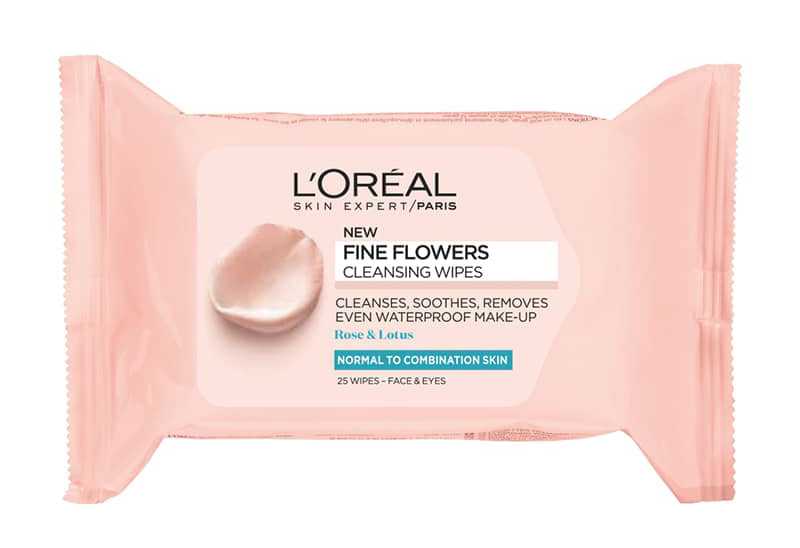 L'ORÉAL
SKIN EXPERT/PARIS
NEW
FINE FLOWERS
CLEANSING WIPES
CLEANSES, SOOTHES, REMOVES
EVEN WATERPROOF MAKE-UP
Rose & Lotus
NORMAL TO COMBINATION SKIN
25 WIPES – FACE & EYES